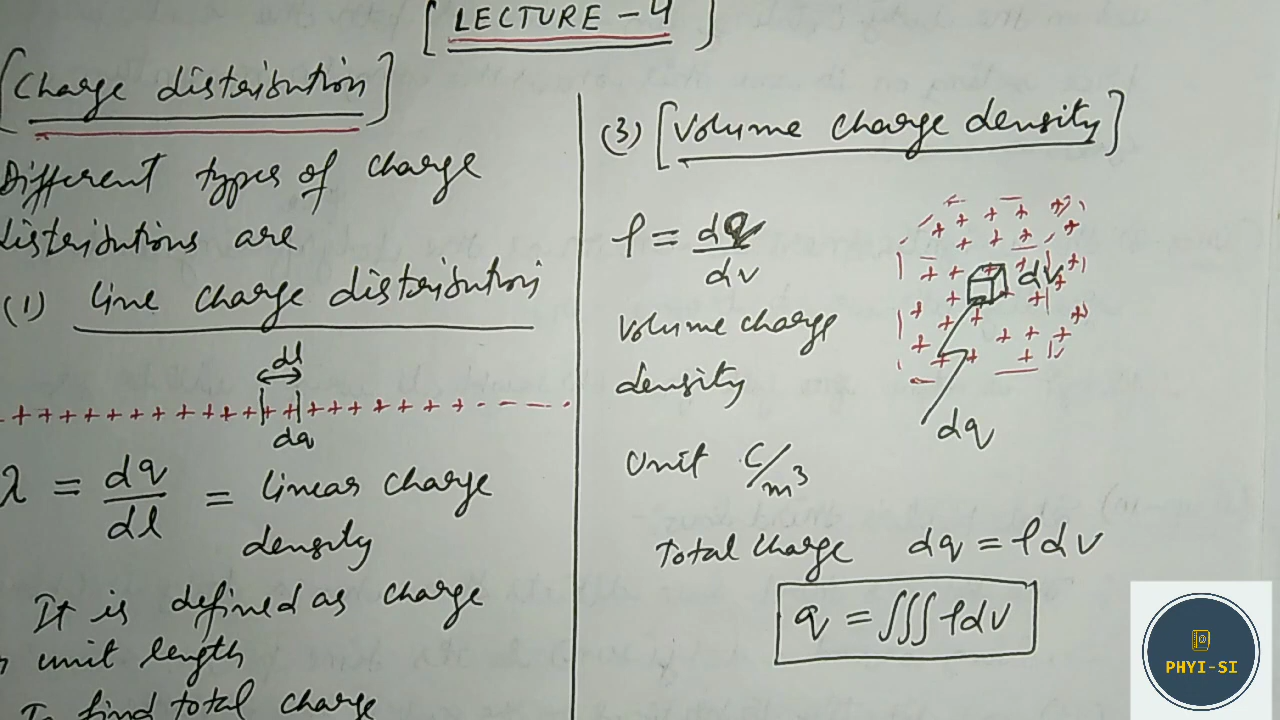 [LECTURE - 4]
[Charge distribution]
Different types of charge
distributions are
(1) line charge distribution
dl
+ + + + + + + + + + + + + + + + + + + + + + - - - -
dq
λ = dq/dl = linear charge
density
It is defined as charge
unit length
To find total charge
(3) [Volume charge density]
ρ = dq/dv
Volume charge
density
dv
dq
Unit C/m³
Total charge dq = ρdv
q = ∭ ρdv
PHYI-SI